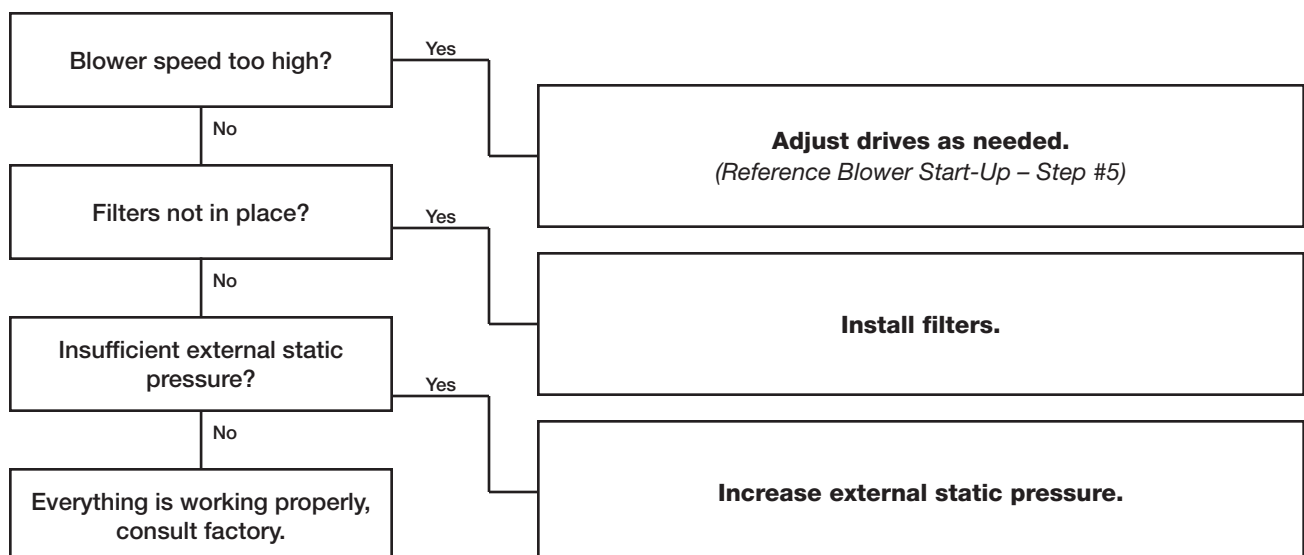 Blower speed too high?
Yes
Adjust drives as needed.
(Reference Blower Start-Up – Step #5)
No
Filters not in place?
Yes
Install filters.
No
Insufficient external static
pressure?
Yes
Increase external static pressure.
No
Everything is working properly,
consult factory.